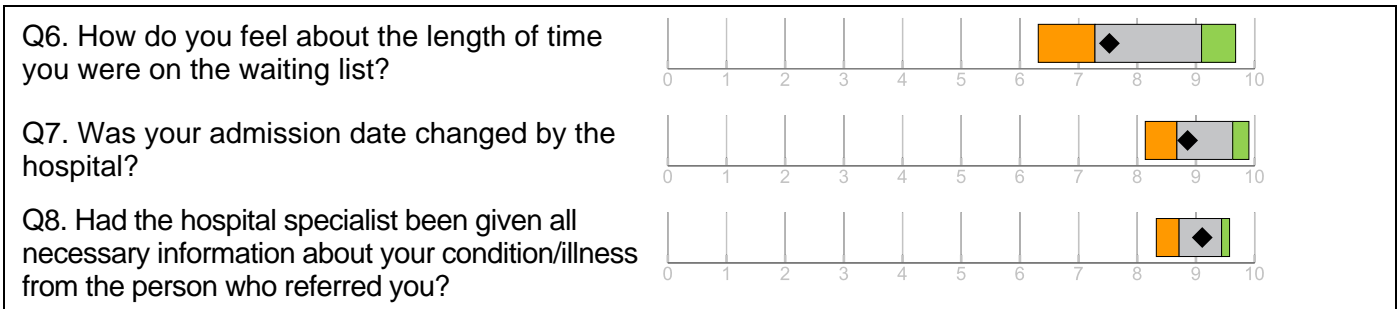 Q6. How do you feel about the length of time
you were on the waiting list?
0 1 2 3 4 5 6 7 8 9 10
Q7. Was your admission date changed by the
hospital?
0 1 2 3 4 5 6 7 8 9 10
Q8. Had the hospital specialist been given all
necessary information about your condition/illness
from the person who referred you?
0 1 2 3 4 5 6 7 8 9 10